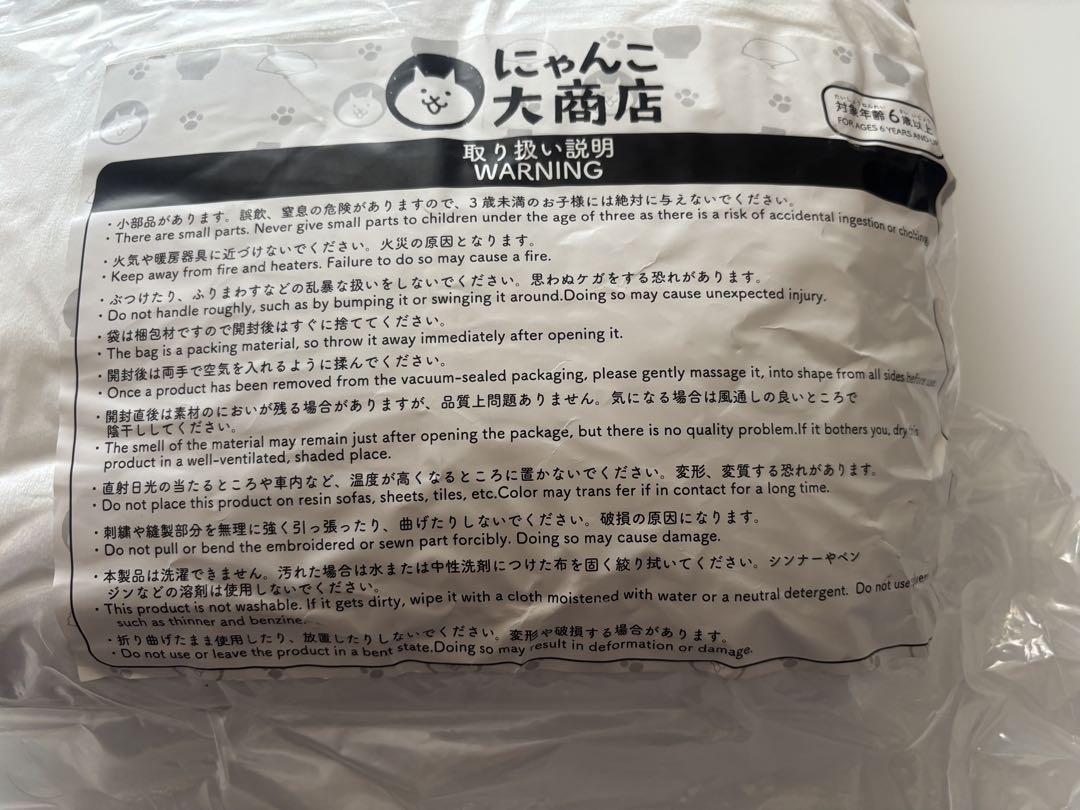 にゃんこ
大商店
たいしょうねんれい
対象年齢 6歳以上
FOR AGES 6 YEARS AND
取り扱い説明
WARNING
・小部品があります。誤飲、窒息の危険がありますので、3歳未満のお子様には絶対に与えないでください。
・There are small parts. Never give small parts to children under the age of three as there is a risk of accidental ingestion or choking.
・火気や暖房器具に近づけないでください。火災の原因となります。
・Keep away from fire and heaters. Failure to do so may cause a fire.
・ぶつけたり、ふりまわすなどの乱暴な扱いをしないでください。思わぬケガをする恐れがあります。
・Do not handle roughly, such as by bumping it or swinging it around.Doing so may cause unexpected injury.
・袋は梱包材ですので開封後はすぐに捨ててください。
・The bag is a packing material, so throw it away immediately after opening it.
・開封後は両手で空気を入れるように揉んでください。
・Once a product has been removed from the vacuum-sealed packaging, please gently massage it, into shape from all sides before use.
・開封直後は素材のにおいが残る場合がありますが、品質上問題ありません。気になる場合は風通しの良いところで
陰干ししてください。
・The smell of the material may remain just after opening the package, but there is no quality problem.If it bothers you, dry this
product in a well-ventilated, shaded place.
・直射日光の当たるところや車内など、温度が高くなるところに置かないでください。変形、変質する恐れがあります。
・Do not place this product on resin sofas, sheets, tiles, etc.Color may trans fer if in contact for a long time.
・刺繍や縫製部分を無理に強く引っ張ったり、曲げたりしないでください。破損の原因になります。
・Do not pull or bend the embroidered or sewn part forcibly. Doing so may cause damage.
・本製品は洗濯できません。汚れた場合は水または中性洗剤につけた布を固く絞り拭いてください。シンナーやベン
ジンなどの溶剤は使用しないでください。
・This product is not washable. If it gets dirty, wipe it with a cloth moistened with water or a neutral detergent. Do not use
such as thinner and benzine.
・折り曲げたまま使用したり、放置したりしないでください。変形や破損する場合があります。
・Do not use or leave the product in a bent state.Doing so may result in deformation or damage.